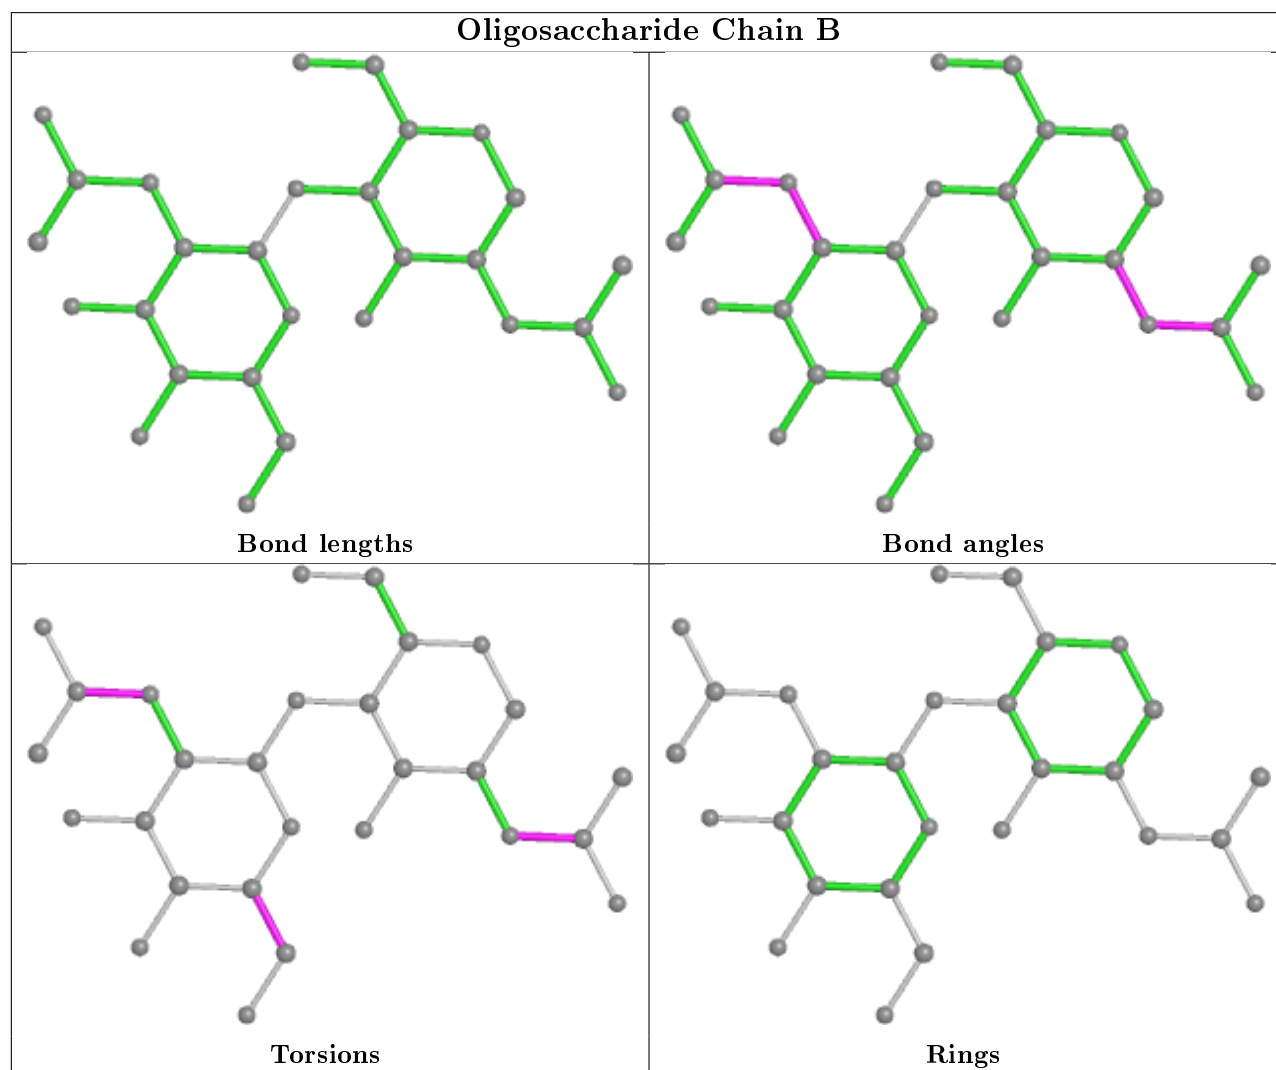 Oligosaccharide Chain B
Bond lengths
Bond angles
Torsions
Rings